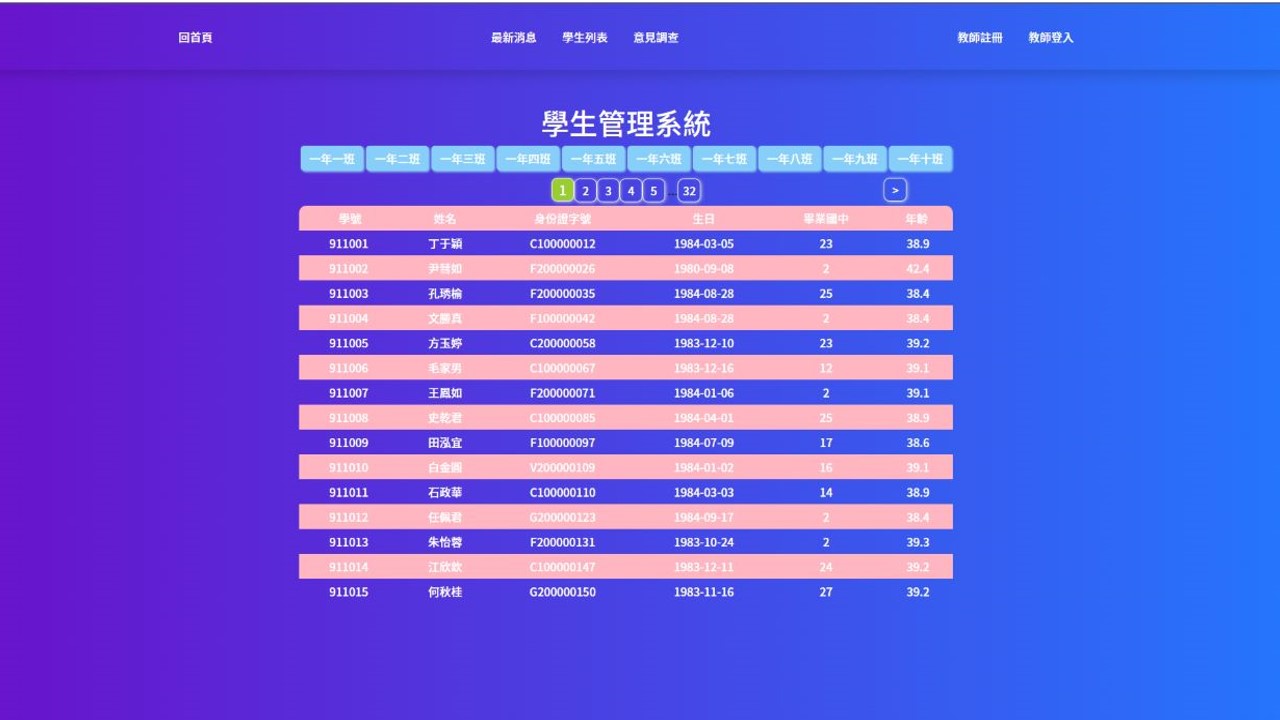 回首頁 最新消息 學生列表 意見調查 教師註冊 教師登入
學生管理系統
一年一班 一年二班 一年三班 一年四班 一年五班 一年六班 一年七班 一年八班 一年九班 一年十班
1 2 3 4 5 ... 32 >
學號 姓名 身份證字號 生日 畢業國中 年齡
911001 丁于穎 C100000012 1984-03-05 23 38.9
911002 尹慧如 F200000026 1980-09-08 2 42.4
911003 孔琇榆 F200000035 1984-08-28 25 38.4
911004 文勝真 F100000042 1984-08-28 2 38.4
911005 方玉婷 C200000058 1983-12-10 23 39.2
911006 毛家男 C100000067 1983-12-16 12 39.1
911007 王鳳如 F200000071 1984-01-06 2 39.1
911008 史乾君 C100000085 1984-04-01 25 38.9
911009 田泓宜 F100000097 1984-07-09 17 38.6
911010 白金圓 V200000109 1984-01-02 16 39.1
911011 石政華 C100000110 1984-03-03 14 38.9
911012 任佩君 G200000123 1984-09-17 2 38.4
911013 朱怡蓉 F200000131 1983-10-24 2 39.3
911014 江欣 C100000147 1983-12-11 24 39.2
911015 何秋桂 G200000150 1983-11-16 27 39.2